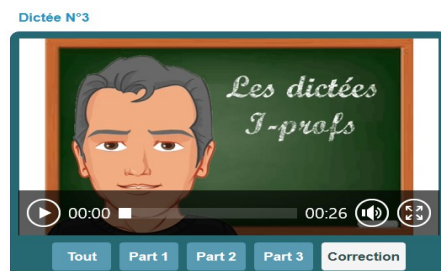 Dictée N°3
Les dictées
I-profs
00:00 00:26
Tout Part 1 Part 2 Part 3 Correction